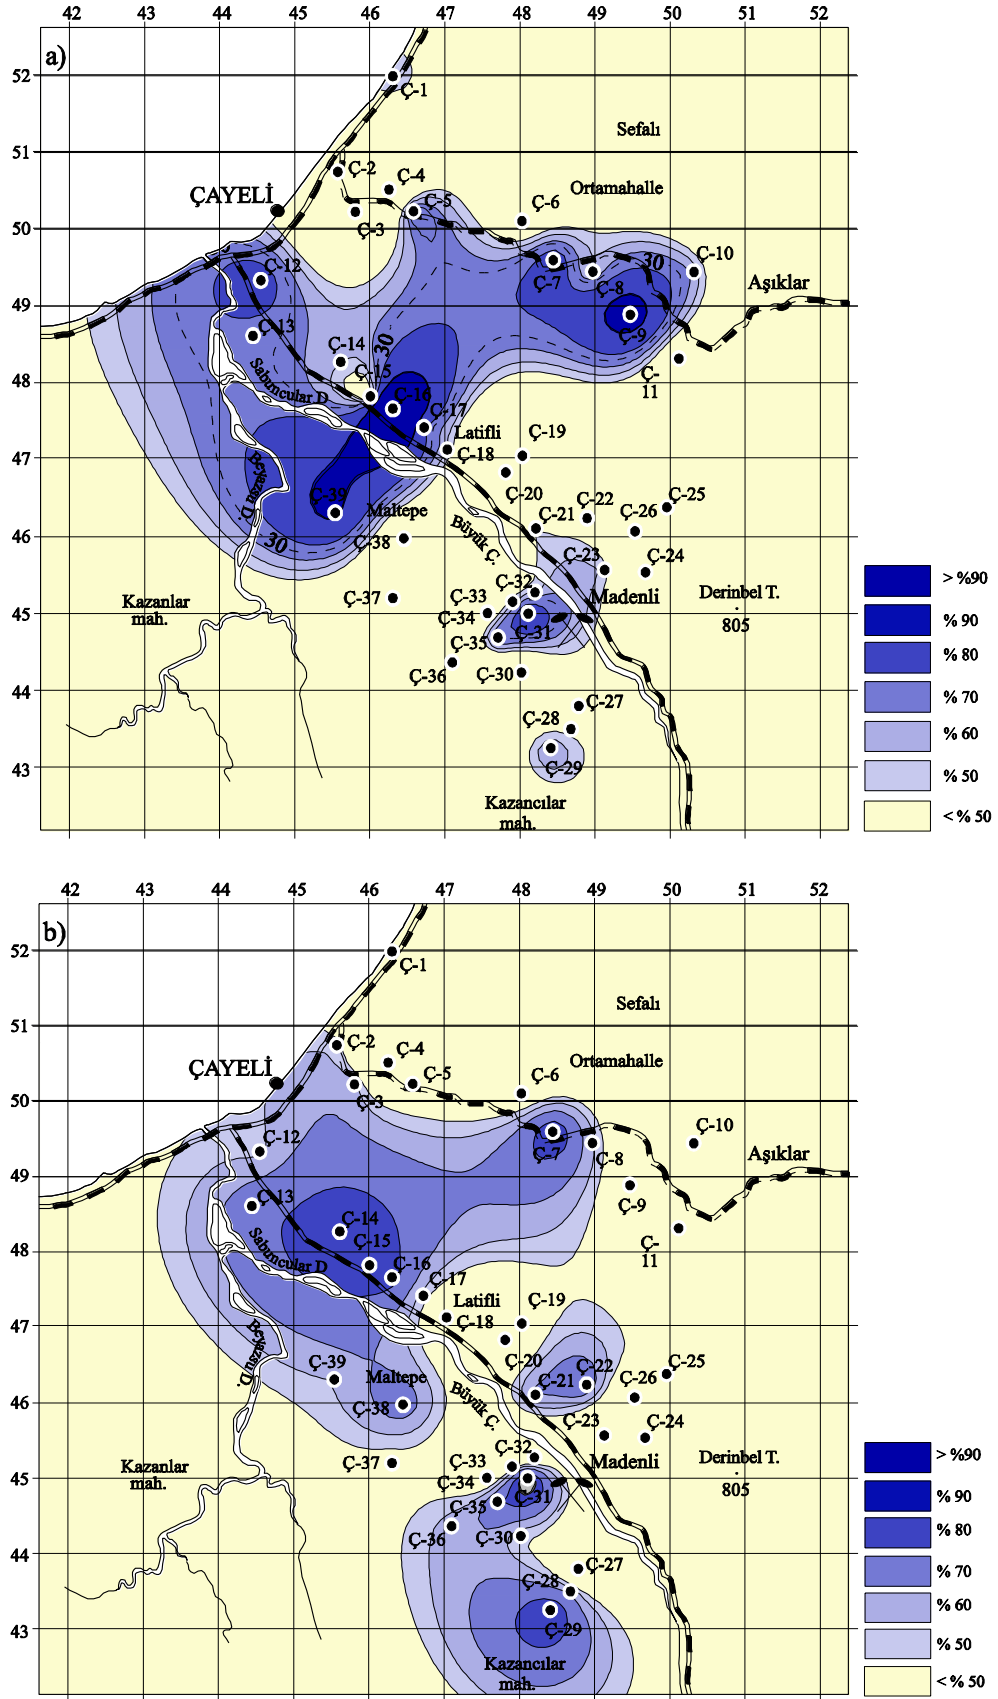 42 43 44 45 46 47 48 49 50 51 52
a)
52
Ç-1
Sefalı
51
Ç-2
Ç-4
Ortamahalle
ÇAYELİ
Ç-5
Ç-6
Ç-3
50
30
Ç-10
Ç-12
Ç-7
Ç-8
Aşıklar
49
Ç-13
Ç-9
Ç-14
30
Ç-15
Ç-
11
48
Sabuncular D
Ç-16
Ç-17
Latifli
Ç-19
Ç-18
47
Beyazsu D.
Ç-39
Ç-20
Ç-22
Ç-25
Maltepe
Büyük Ç.
Ç-21
Ç-26
46
30
Ç-38
Ç-23
Ç-24
Ç-32
Kazanlar
mah.
Ç-37
Ç-33
Madenli
Derinbel T.
805
45
Ç-34
Ç-31
Ç-35
Ç-36
Ç-30
44
Ç-27
Ç-28
43
Ç-29
Kazancılar
mah.
> %90
% 90
% 80
% 70
% 60
% 50
< % 50
42 43 44 45 46 47 48 49 50 51 52
b)
52
Ç-1
Sefalı
51
Ç-2
Ç-4
Ortamahalle
ÇAYELİ
Ç-5
Ç-6
Ç-3
50
Ç-10
Ç-12
Ç-7
Ç-8
Aşıklar
49
Ç-13
Ç-9
Ç-14
Ç-15
Ç-
11
48
Sabuncular D
Ç-16
Ç-17
Latifli
Ç-19
Ç-18
47
Beyazsu D.
Ç-39
Ç-20
Ç-22
Ç-25
Maltepe
Büyük Ç.
Ç-21
Ç-26
46
Ç-38
Ç-23
Ç-24
Ç-32
Kazanlar
mah.
Ç-37
Ç-33
Madenli
Derinbel T.
805
45
Ç-34
Ç-31
Ç-35
Ç-36
Ç-30
44
Ç-27
Ç-28
43
Ç-29
Kazancılar
mah.
> %90
% 90
% 80
% 70
% 60
% 50
< % 50